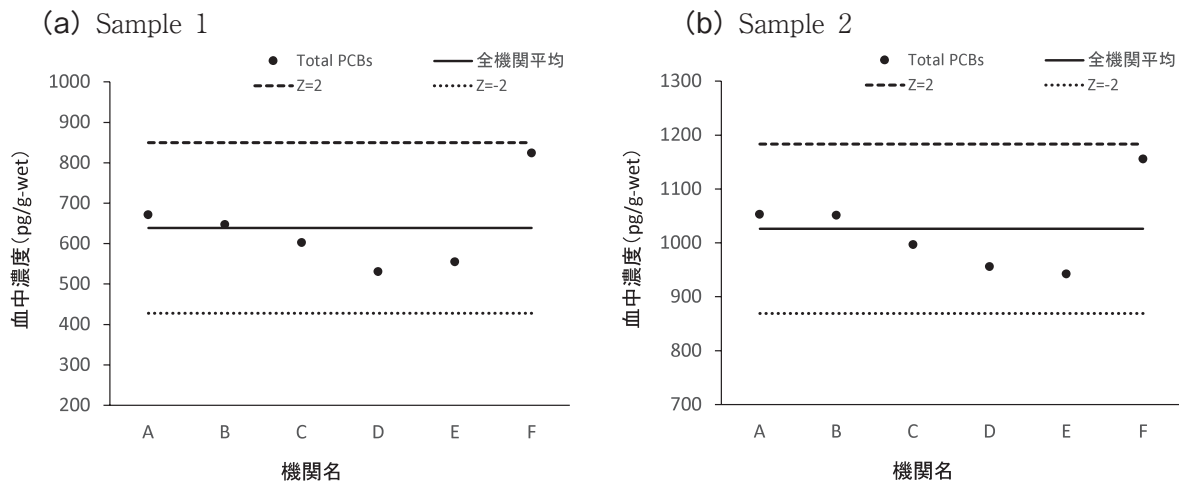 (a) Sample 1
Total PCBs
全機関平均
Z=2
Z=-2
1000
900
800
700
600
500
400
300
200
血中濃度(pg/g-wet)
A B C D E F
機関名
(b) Sample 2
Total PCBs
全機関平均
Z=2
Z=-2
1300
1200
1100
1000
900
800
700
血中濃度(pg/g-wet)
A B C D E F
機関名